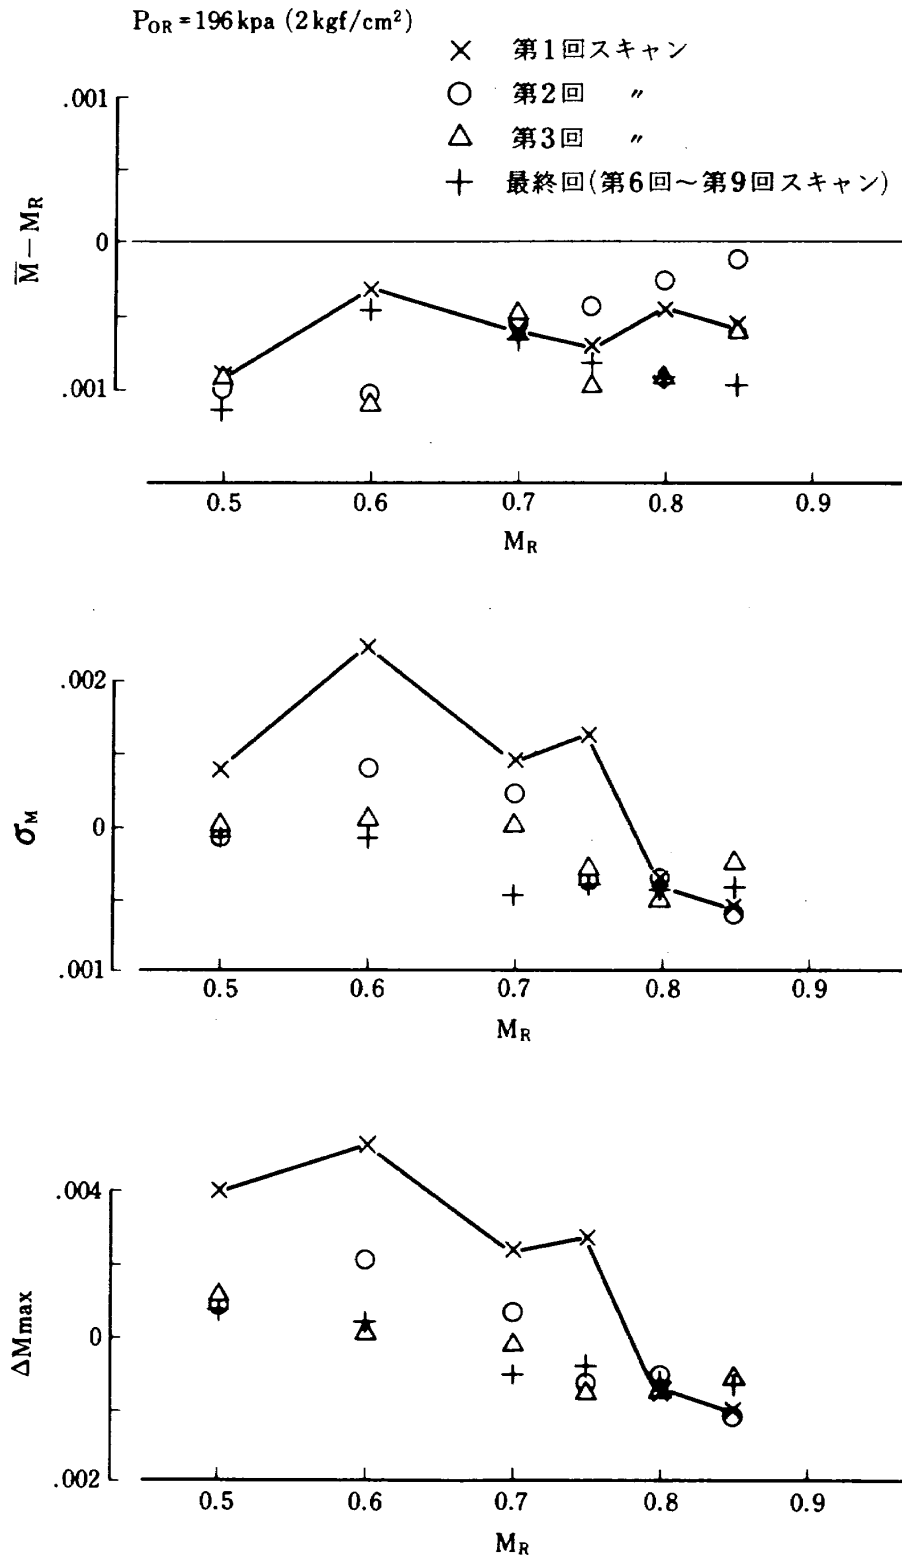 P_OR = 196 kpa (2 kgf/cm²)
× 第1回スキャン
○ 第2回 〃
△ 第3回 〃
+ 最終回(第6回～第9回スキャン)
.001
0
.001
M̅ − M_R
0.5 0.6 0.7 0.8 0.9
M_R
.002
0
.001
σ_M
0.5 0.6 0.7 0.8 0.9
M_R
.004
0
.002
ΔMmax
0.5 0.6 0.7 0.8 0.9
M_R